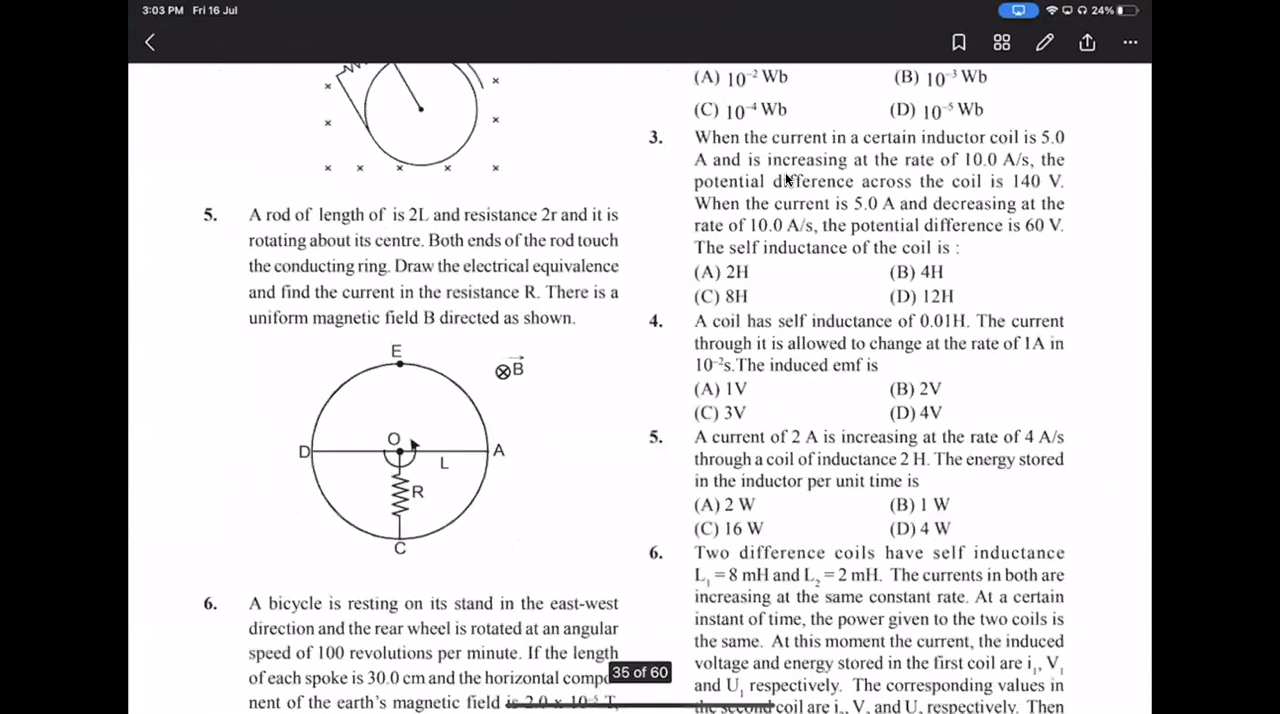 3:03 PM Fri 16 Jul
24%
5. A rod of length of is 2L and resistance 2r and it is
rotating about its centre. Both ends of the rod touch
the conducting ring. Draw the electrical equivalence
and find the current in the resistance R. There is a
uniform magnetic field B directed as shown.
E
⊗B⃗
D
O
A
L
R
C
6. A bicycle is resting on its stand in the east-west
direction and the rear wheel is rotated at an angular
speed of 100 revolutions per minute. If the length
of each spoke is 30.0 cm and the horizontal compo
nent of the earth's magnetic field is 2.0 x 10⁻⁵ T,
35 of 60
(A) 10⁻² Wb (B) 10⁻³ Wb
(C) 10⁻⁴ Wb (D) 10⁻⁵ Wb
3. When the current in a certain inductor coil is 5.0
A and is increasing at the rate of 10.0 A/s, the
potential difference across the coil is 140 V.
When the current is 5.0 A and decreasing at the
rate of 10.0 A/s, the potential difference is 60 V.
The self inductance of the coil is :
(A) 2H (B) 4H
(C) 8H (D) 12H
4. A coil has self inductance of 0.01H. The current
through it is allowed to change at the rate of 1A in
10⁻²s.The induced emf is
(A) 1V (B) 2V
(C) 3V (D) 4V
5. A current of 2 A is increasing at the rate of 4 A/s
through a coil of inductance 2 H. The energy stored
in the inductor per unit time is
(A) 2 W (B) 1 W
(C) 16 W (D) 4 W
6. Two difference coils have self inductance
L₁ = 8 mH and L₂ = 2 mH. The currents in both are
increasing at the same constant rate. At a certain
instant of time, the power given to the two coils is
the same. At this moment the current, the induced
voltage and energy stored in the first coil are i₁, V₁
and U₁ respectively. The corresponding values in
the second coil are i₂, V₂ and U₂ respectively. Then